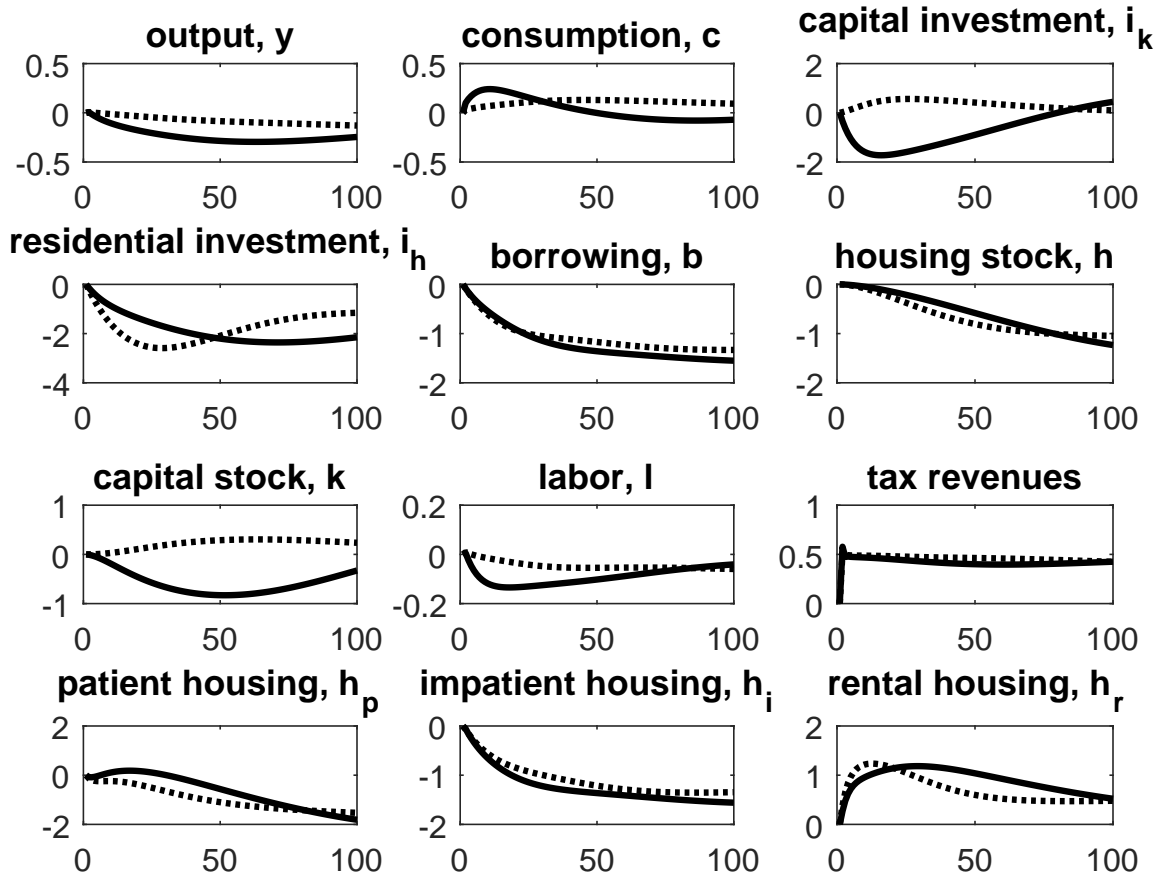 output, y
consumption, c
capital investment, i_k
0.5
0
-0.5
0 50 100
0.5
0
-0.5
0 50 100
2
0
-2
0 50 100
residential investment, i_h
borrowing, b
housing stock, h
0
-2
-4
0 50 100
0
-1
-2
0 50 100
0
-1
-2
0 50 100
capital stock, k
labor, l
tax revenues
1
0
-1
0 50 100
0.2
0
-0.2
0 50 100
1
0.5
0
0 50 100
patient housing, h_p
impatient housing, h_i
rental housing, h_r
2
0
-2
0 50 100
0
-1
-2
0 50 100
2
1
0
0 50 100